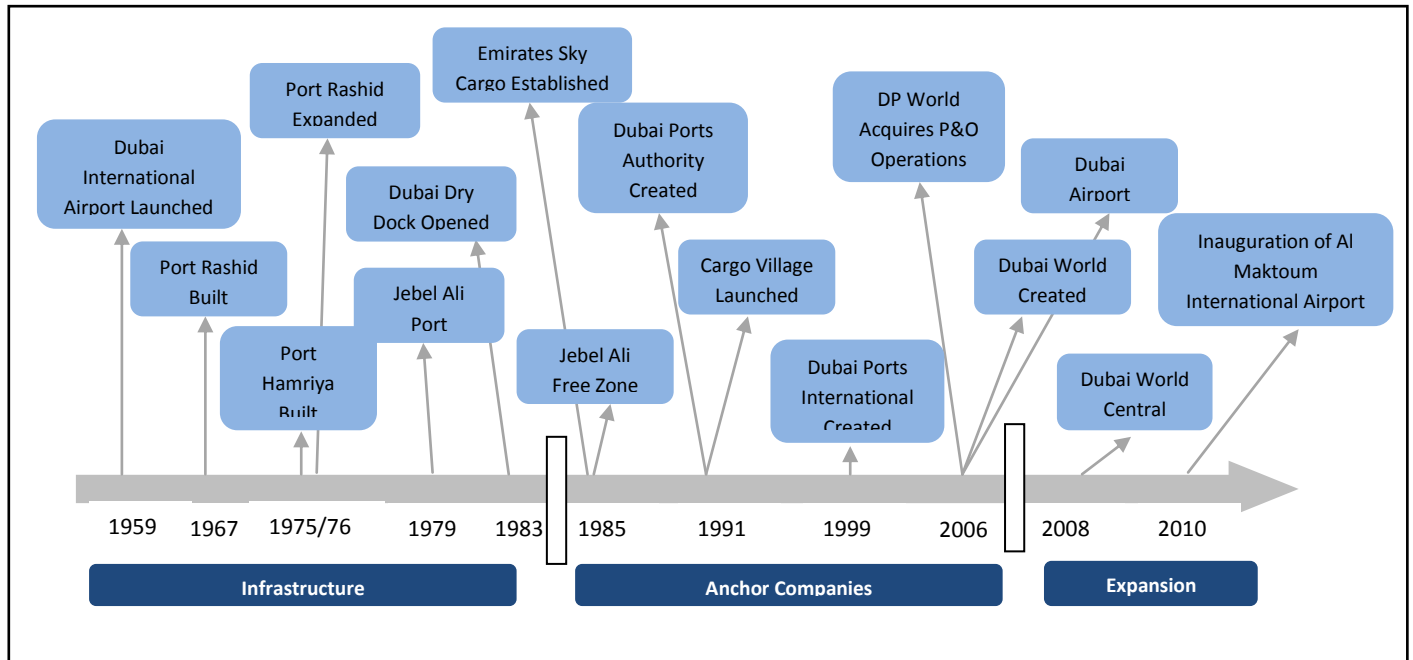 Emirates Sky
Cargo Established
Port Rashid
Expanded
DP World
Acquires P&O
Operations
Dubai Ports
Authority
Created
Dubai
International
Airport Launched
Dubai
Airport
Dubai Dry
Dock Opened
Inauguration of Al
Maktoum
International Airport
Port Rashid
Built
Cargo Village
Launched
Dubai World
Created
Jebel Ali
Port
Port
Hamriya
Built
Jebel Ali
Free Zone
Dubai Ports
International
Created
Dubai World
Central
1959
1967
1975/76
1979
1983
1985
1991
1999
2006
2008
2010
Infrastructure
Anchor Companies
Expansion